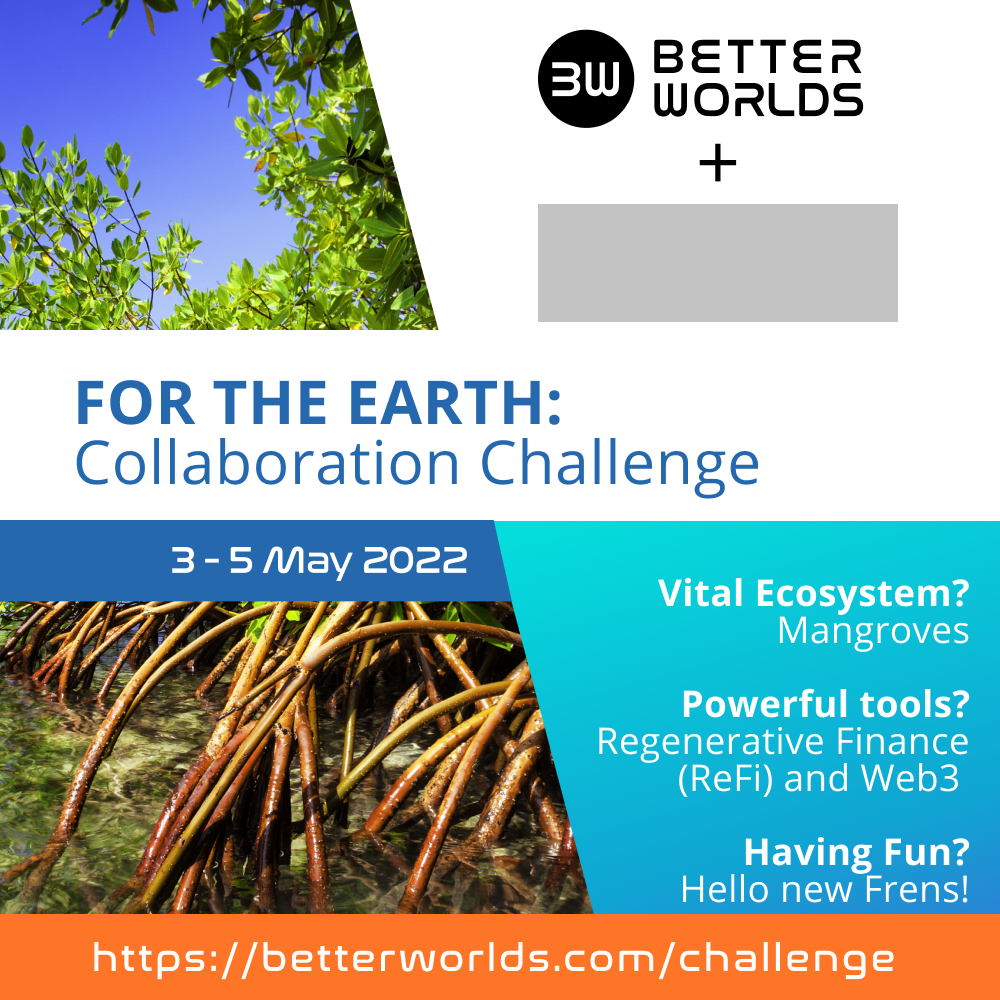 BW
BETTER
WORLDS
+
FOR THE EARTH:
Collaboration Challenge
3 - 5 May 2022
Vital Ecosystem?
Mangroves
Powerful tools?
Regenerative Finance
(ReFi) and Web3
Having Fun?
Hello new Frens!
https://betterworlds.com/challenge